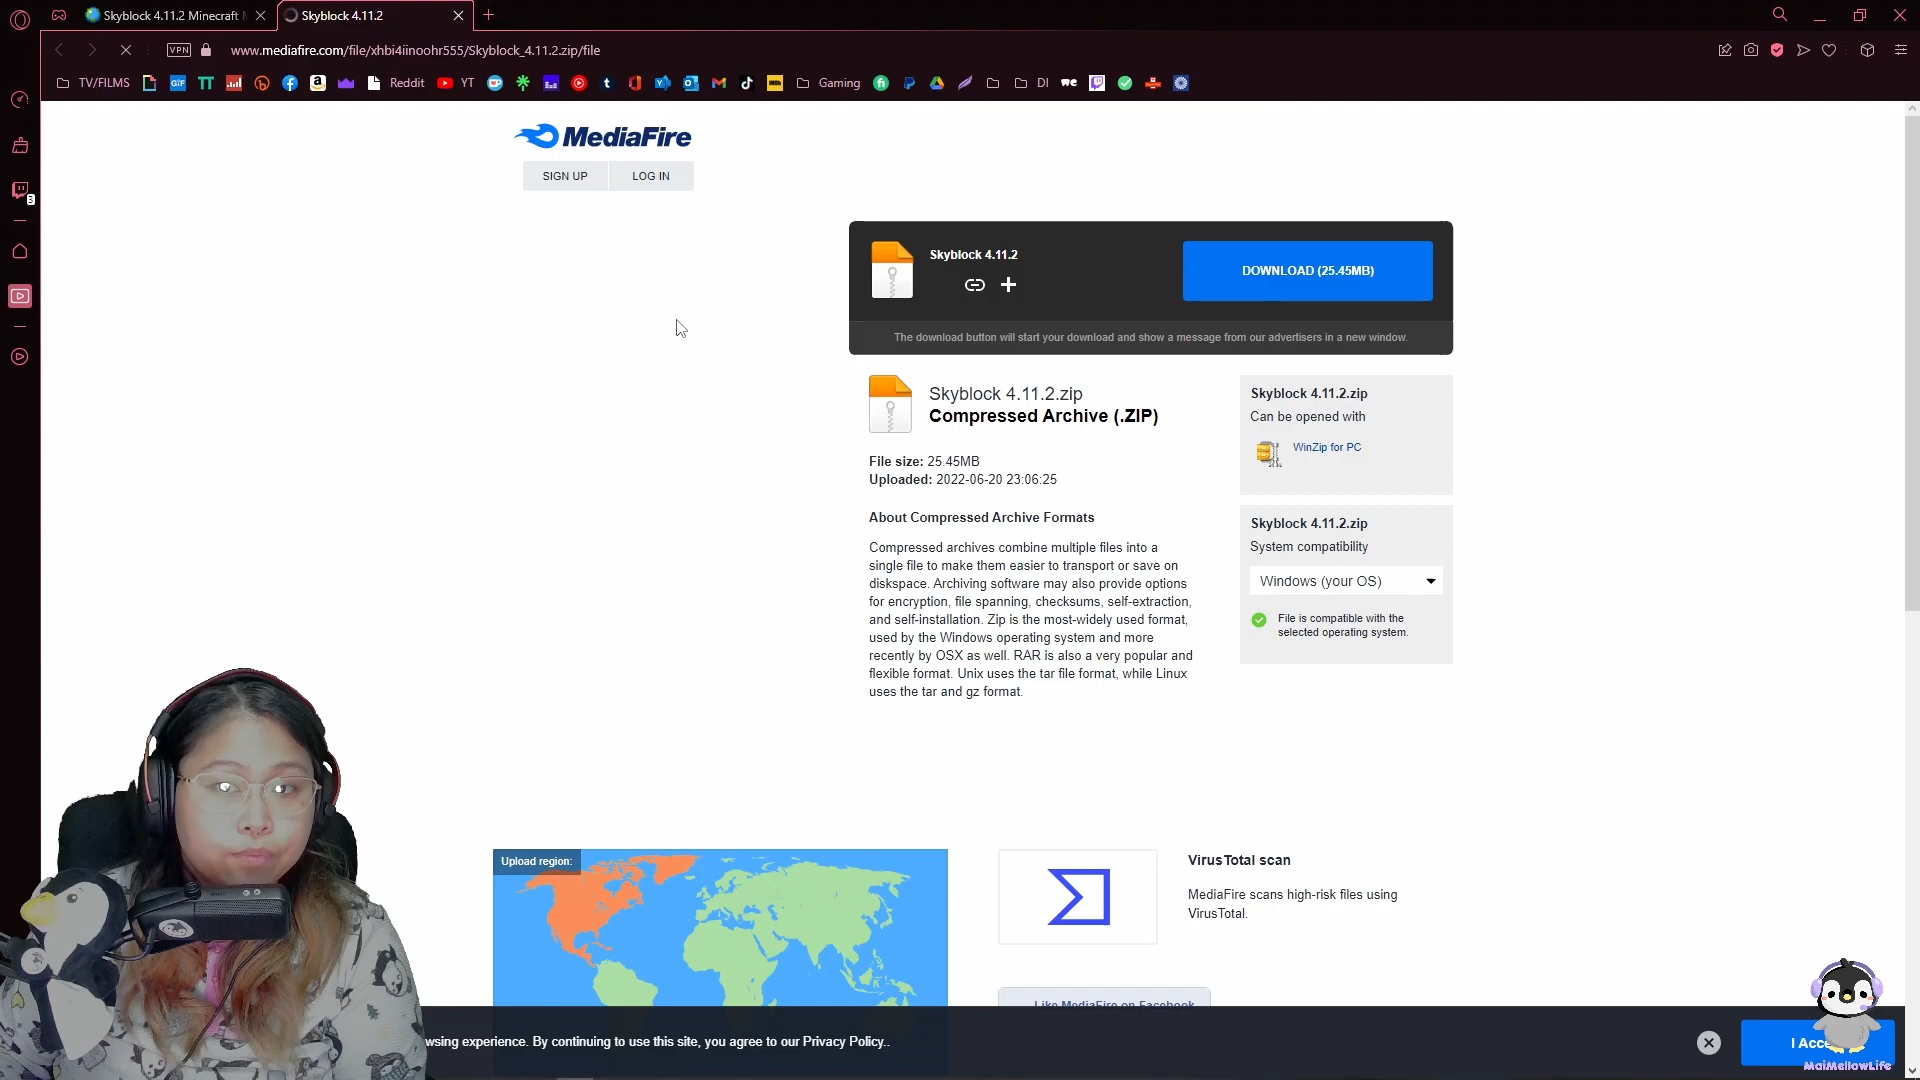 Skyblock 4.11.2 Minecraft
Skyblock 4.11.2
VPN
www.mediafire.com/file/xhbi4iinoohr555/Skyblock_4.11.2.zip/file
TV/FILMS
GIF
TT
Reddit
YT
Gaming
DI
3
MediaFire
SIGN UP
LOG IN
Skyblock 4.11.2
DOWNLOAD (25.45MB)
The download button will start your download and show a message from our advertisers in a new window.
Skyblock 4.11.2.zip
Compressed Archive (.ZIP)
File size: 25.45MB
Uploaded: 2022-06-20 23:06:25
About Compressed Archive Formats
Compressed archives combine multiple files into a
single file to make them easier to transport or save on
diskspace. Archiving software may also provide options
for encryption, file spanning, checksums, self-extraction,
and self-installation. Zip is the most-widely used format,
used by the Windows operating system and more
recently by OSX as well. RAR is also a very popular and
flexible format. Unix uses the tar file format, while Linux
uses the tar and gz format.
Skyblock 4.11.2.zip
Can be opened with
WinZip for PC
Skyblock 4.11.2.zip
System compatibility
Windows (your OS)
File is compatible with the
selected operating system.
Upload region:
VirusTotal scan
MediaFire scans high-risk files using
VirusTotal.
Like MediaFire on Facebook
wsing experience. By continuing to use this site, you agree to our Privacy Policy..
I Acce
MaiMellowLife